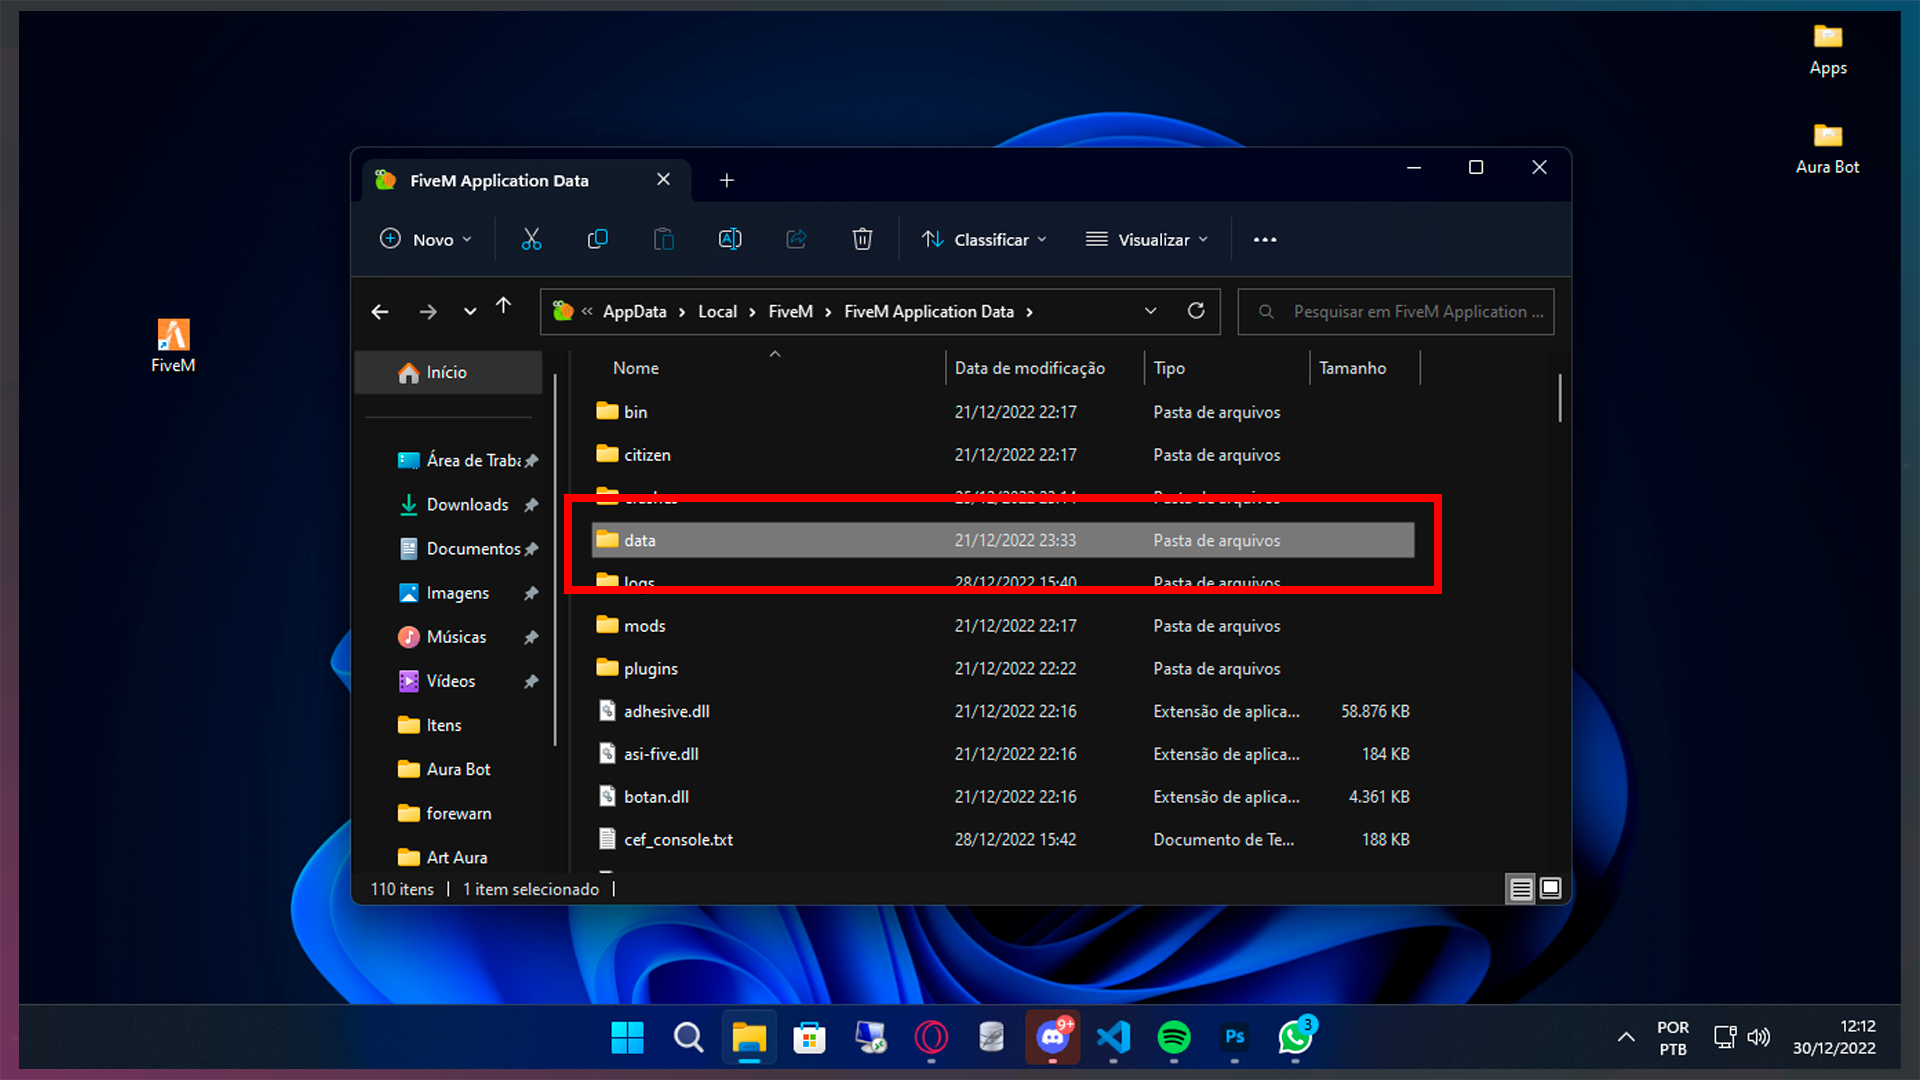 Apps
Aura Bot
FiveM
FiveM Application Data
Novo
Classificar
Visualizar
AppData > Local > FiveM > FiveM Application Data >
Pesquisar em FiveM Application ...
Início
Área de Traba
Downloads
Documentos
Imagens
Músicas
Vídeos
Itens
Aura Bot
forewarn
Art Aura
Nome Data de modificação Tipo Tamanho
bin 21/12/2022 22:17 Pasta de arquivos
citizen 21/12/2022 22:17 Pasta de arquivos
Pasta de arquivos
data 21/12/2022 23:33 Pasta de arquivos
logs 28/12/2022 15:40 Pasta de arquivos
mods 21/12/2022 22:17 Pasta de arquivos
plugins 21/12/2022 22:22 Pasta de arquivos
adhesive.dll 21/12/2022 22:16 Extensão de aplica... 58.876 KB
asi-five.dll 21/12/2022 22:16 Extensão de aplica... 184 KB
botan.dll 21/12/2022 22:16 Extensão de aplica... 4.361 KB
cef_console.txt 28/12/2022 15:42 Documento de Te... 188 KB
110 itens | 1 item selecionado |
9+
Ps
3
POR
PTB
12:12
30/12/2022